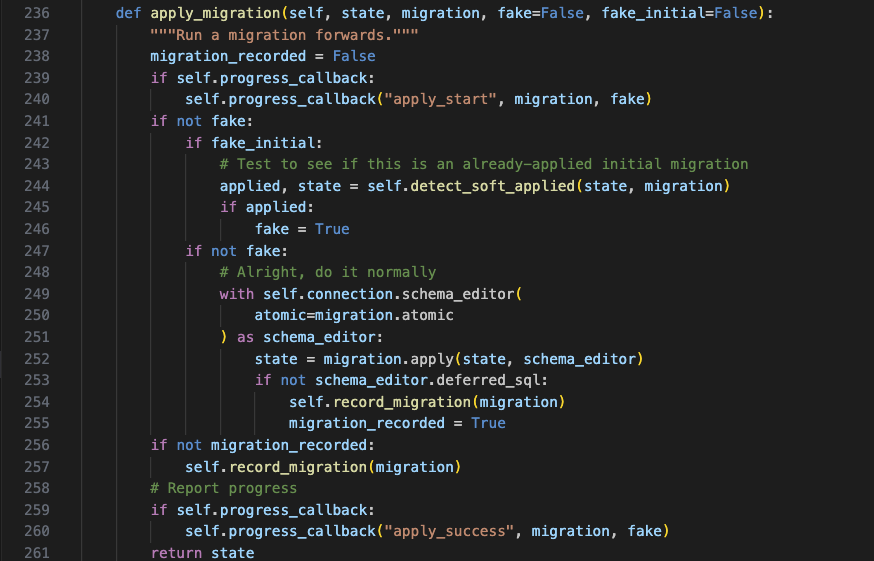 236 def apply_migration(self, state, migration, fake=False, fake_initial=False):
237 """Run a migration forwards."""
238 migration_recorded = False
239 if self.progress_callback:
240 self.progress_callback("apply_start", migration, fake)
241 if not fake:
242 if fake_initial:
243 # Test to see if this is an already-applied initial migration
244 applied, state = self.detect_soft_applied(state, migration)
245 if applied:
246 fake = True
247 if not fake:
248 # Alright, do it normally
249 with self.connection.schema_editor(
250 atomic=migration.atomic
251 ) as schema_editor:
252 state = migration.apply(state, schema_editor)
253 if not schema_editor.deferred_sql:
254 self.record_migration(migration)
255 migration_recorded = True
256 if not migration_recorded:
257 self.record_migration(migration)
258 # Report progress
259 if self.progress_callback:
260 self.progress_callback("apply_success", migration, fake)
261 return state